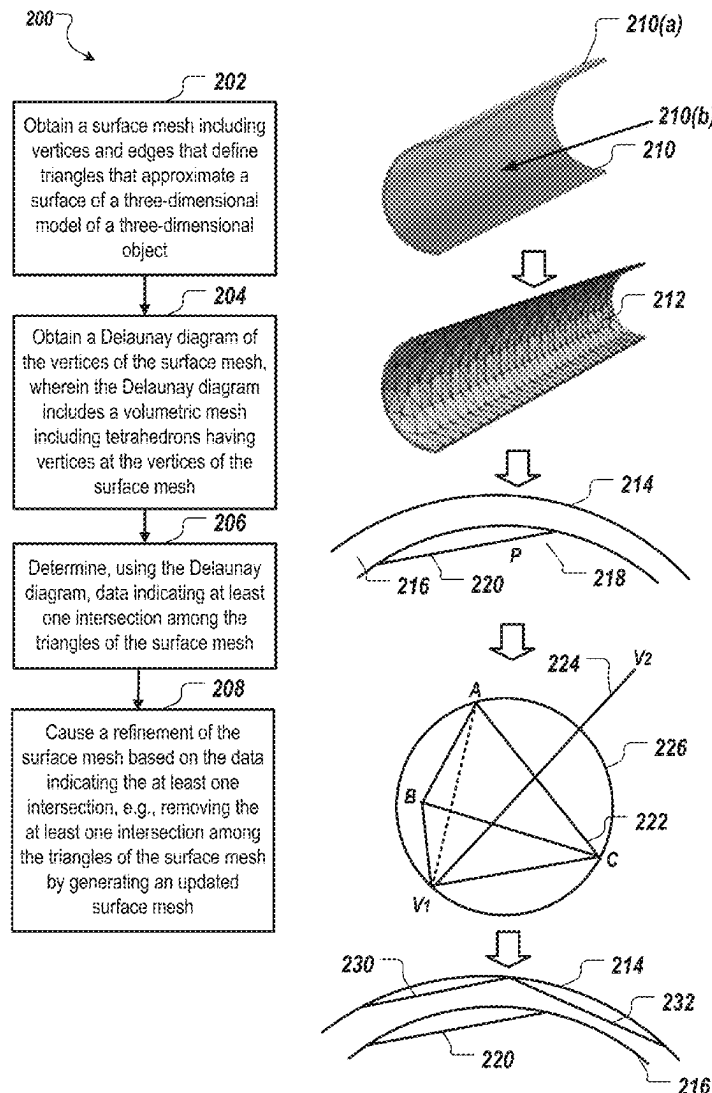 200
202
Obtain a surface mesh including
vertices and edges that define
triangles that approximate a
surface of a three-dimensional
model of a three-dimensional
object
204
Obtain a Delaunay diagram of
the vertices of the surface mesh,
wherein the Delaunay diagram
includes a volumetric mesh
including tetrahedrons having
vertices at the vertices of the
surface mesh
206
Determine, using the Delaunay
diagram, data indicating at least
one intersection among the
triangles of the surface mesh
208
Cause a refinement of the
surface mesh based on the data
indicating the at least one
intersection, e.g., removing the
at least one intersection among
the triangles of the surface mesh
by generating an updated
surface mesh
210(a)
210(b)
210
212
214
216
220
P
218
224
V2
A
226
B
222
C
V1
230
214
232
220
216